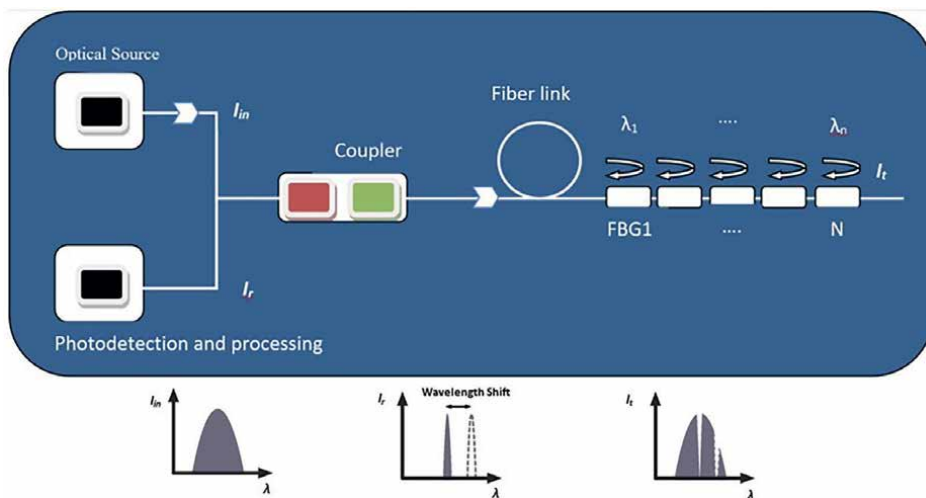 Optical Source
I_in
Coupler
Fiber link
λ1 .... λn
I_t
FBG1 .... N
I_r
Photodetection and processing
I_in
λ
I_r
Wavelength Shift
λ
I_t
λ